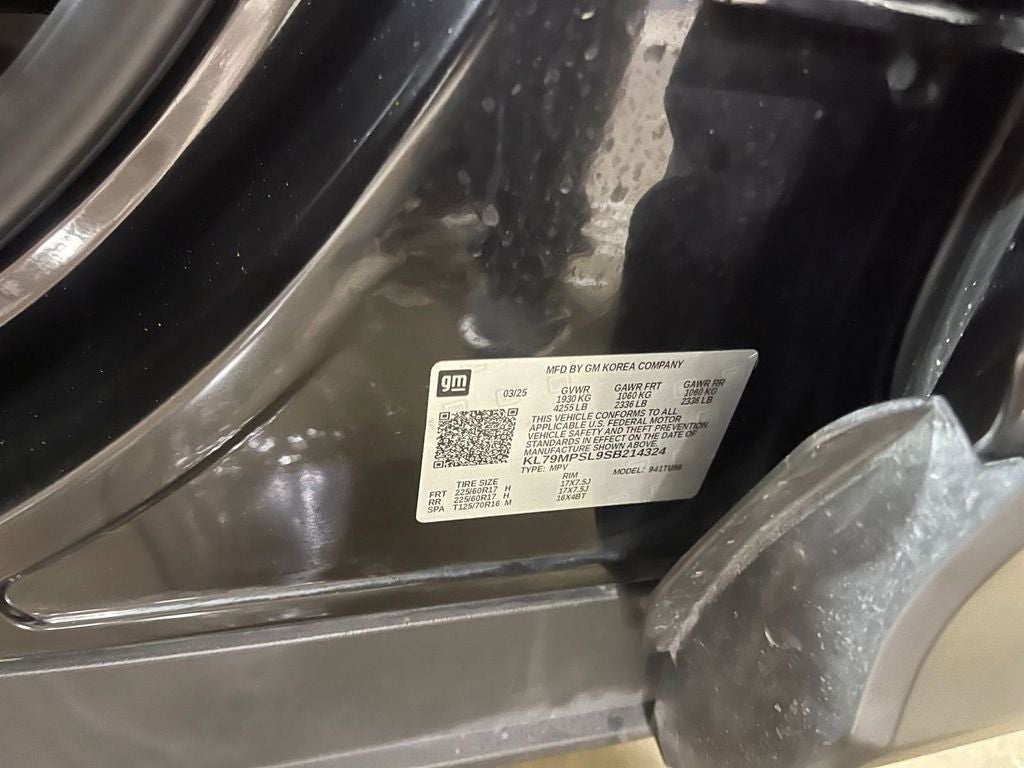 gm
MFD BY GM KOREA COMPANY
03/25 GVWR GAWR FRT GAWR RR
1930 KG 1060 KG 1060 KG
4255 LB 2336 LB 2336 LB
THIS VEHICLE CONFORMS TO ALL
APPLICABLE U.S. FEDERAL MOTOR
VEHICLE SAFETY AND THEFT PREVENTION
STANDARDS IN EFFECT ON THE DATE OF
MANUFACTURE SHOWN ABOVE.
KL79MPSL9SB214324
TYPE: MPV MODEL: 941TU56
TIRE SIZE RIM
FRT 225/60R17 H 17X7.5J
RR 225/60R17 H 17X7.5J
SPA T125/70R16 M 16X4BT